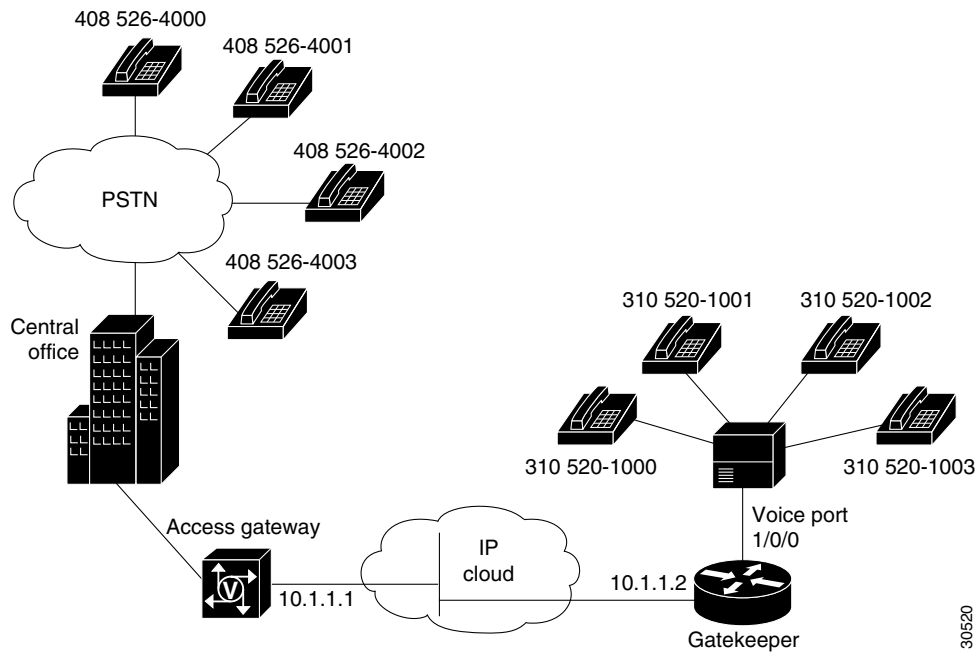 408 526-4000
408 526-4001
408 526-4002
PSTN
408 526-4003
Central
office
310 520-1001
310 520-1002
310 520-1000
310 520-1003
Voice port
1/0/0
Access gateway
V
IP
cloud
10.1.1.1
10.1.1.2
Gatekeeper
30520